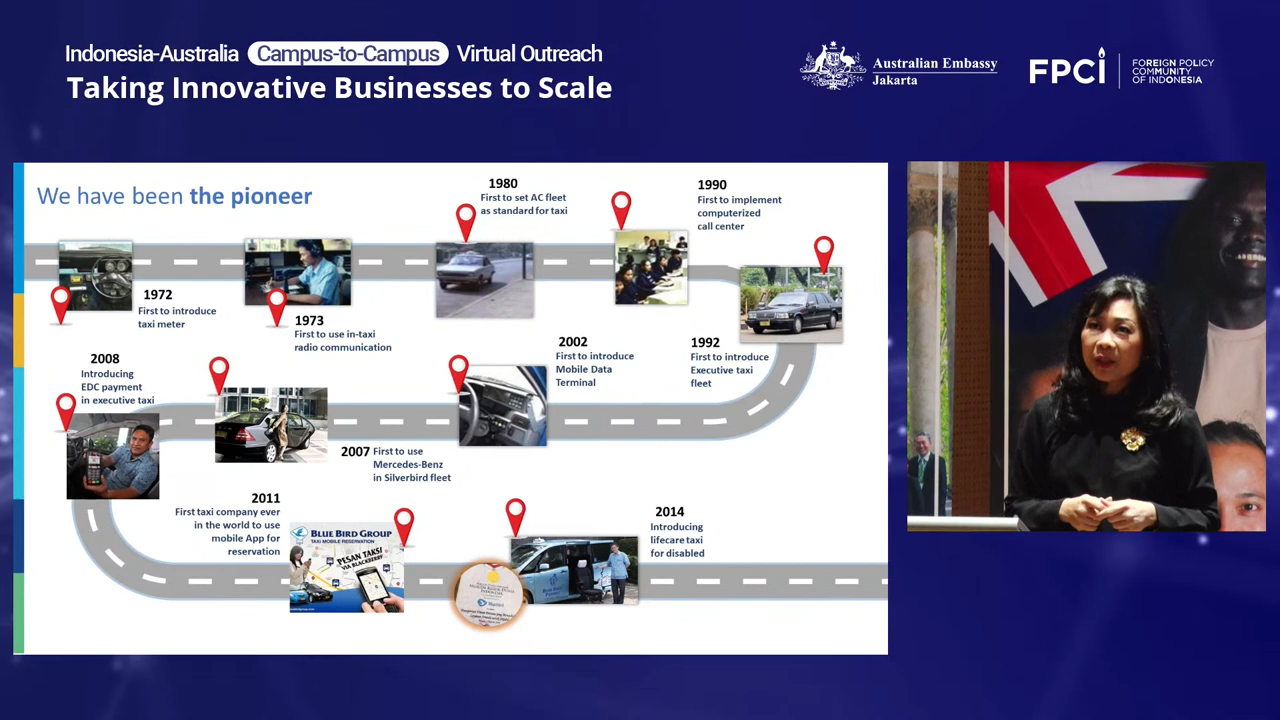 Indonesia-Australia Campus-to-Campus Virtual Outreach
Taking Innovative Businesses to Scale
Australian Embassy
Jakarta
FPCI
FOREIGN POLICY
COMMUNITY
OF INDONESIA
We have been the pioneer
1972
First to introduce
taxi meter
1973
First to use in-taxi
radio communication
1980
First to set AC fleet
as standard for taxi
1990
First to implement
computerized
call center
1992
First to introduce
Executive taxi
fleet
2002
First to introduce
Mobile Data
Terminal
2007
First to use
Mercedes-Benz
in Silverbird fleet
2008
Introducing
EDC payment
in executive taxi
2011
First taxi company ever
in the world to use
mobile App for
reservation
BLUE BIRD GROUP
TAXI MOBILE RESERVATION
PESAN TAKSI
VIA BLACKBERRY
2014
Introducing
lifecare taxi
for disabled